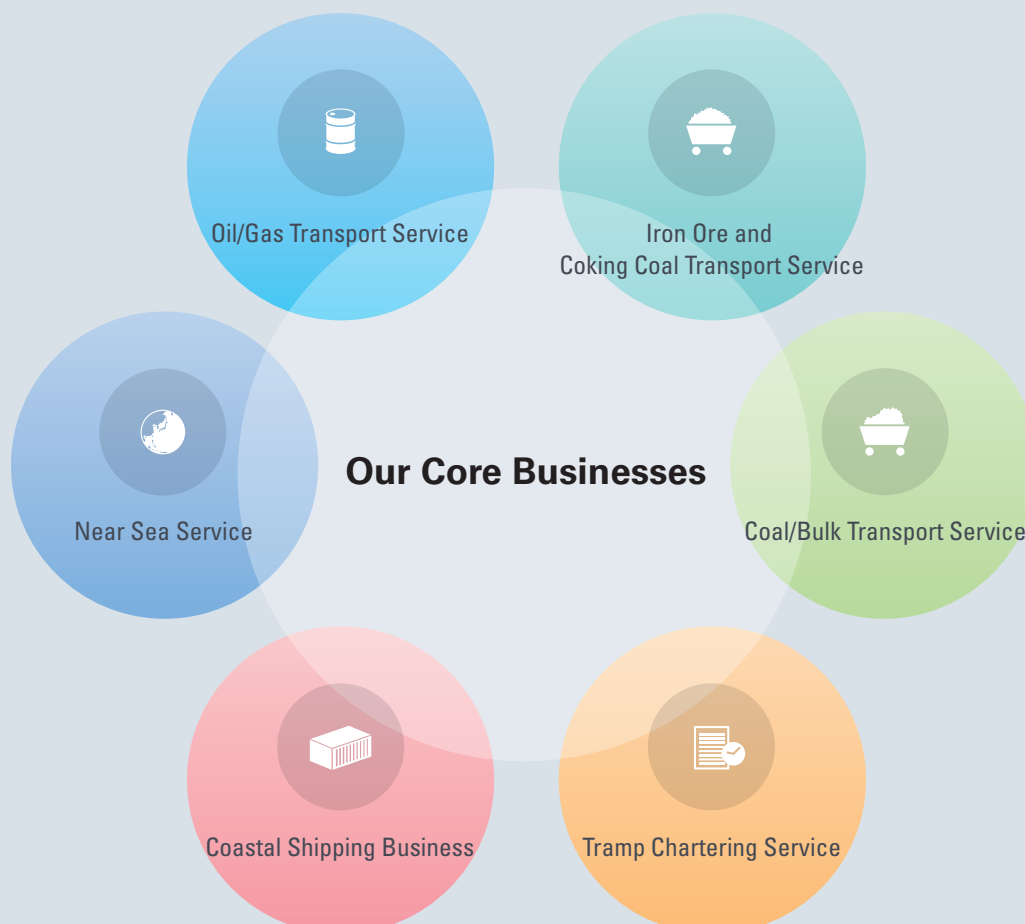 Oil/Gas Transport Service
Iron Ore and
Coking Coal Transport Service
Near Sea Service
Our Core Businesses
Coal/Bulk Transport Service
Coastal Shipping Business
Tramp Chartering Service